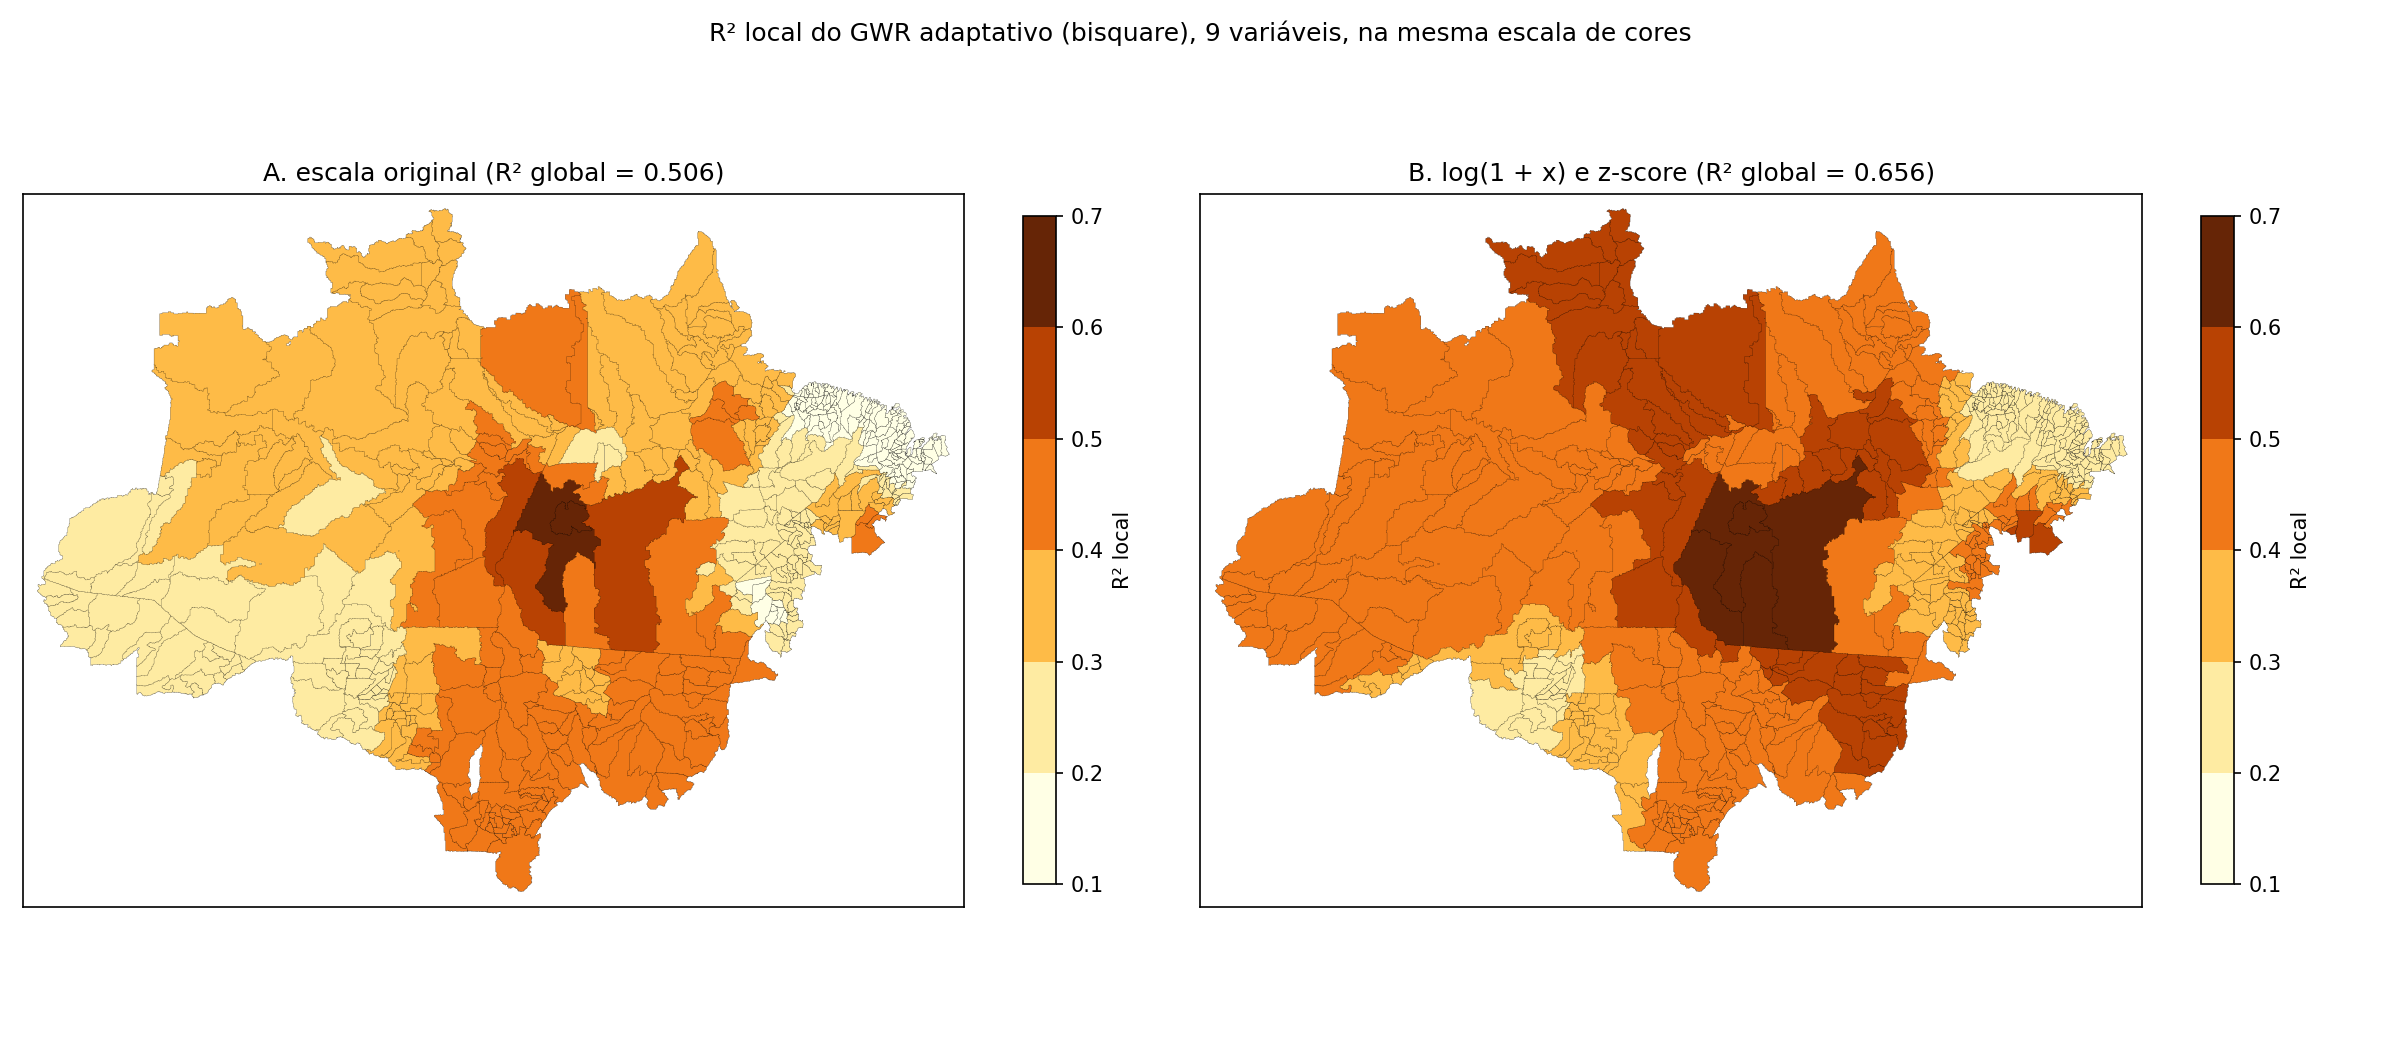 R² local do GWR adaptativo (bisquare), 9 variáveis, na mesma escala de cores
A. escala original (R² global = 0.506)
0.7
0.6
0.5
0.4
0.3
0.2
0.1
R² local
B. log(1 + x) e z-score (R² global = 0.656)
0.7
0.6
0.5
0.4
0.3
0.2
0.1
R² local